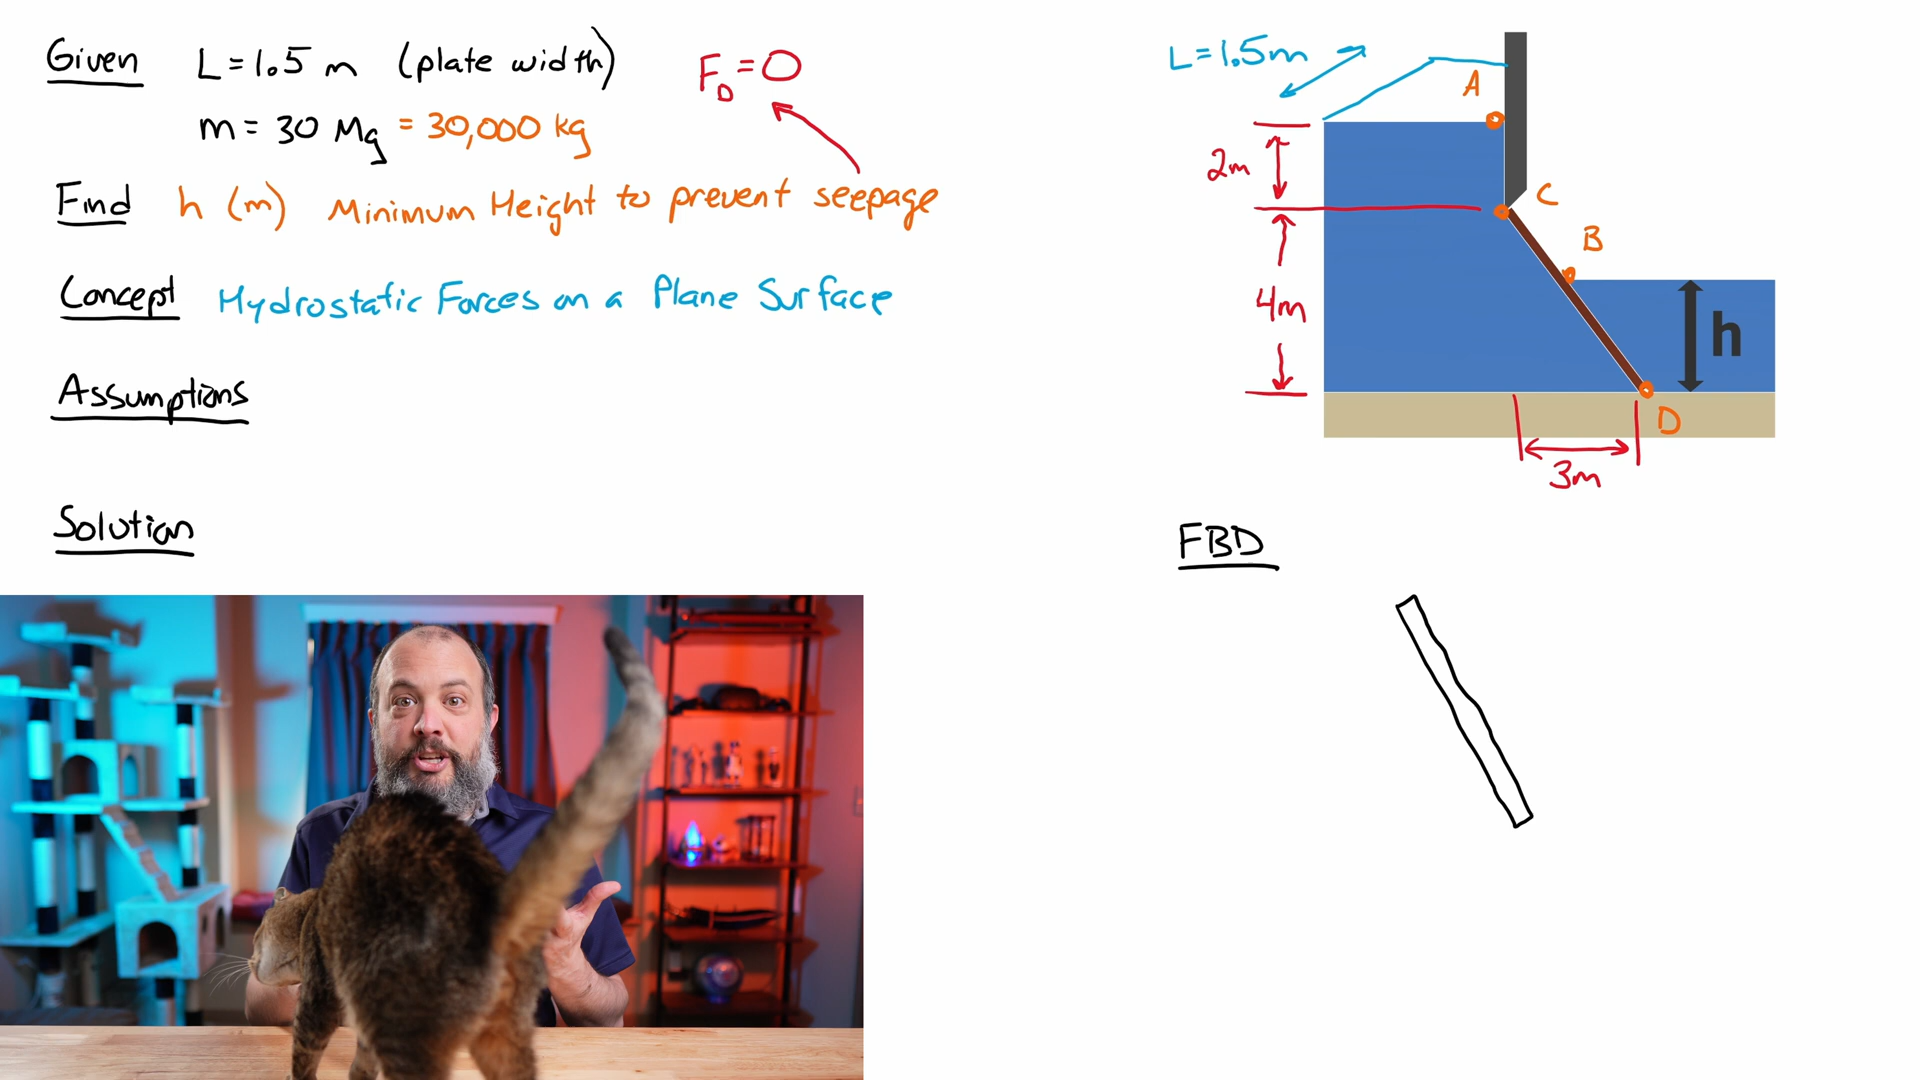 Given L = 1.5 m (plate width)
m = 30 Mg = 30,000 kg
F_D = 0
Find h (m) Minimum Height to prevent seepage
Concept Hydrostatic Forces on a Plane Surface
Assumptions
Solution
L = 1.5m
A
2m
C
B
4m
h
D
3m
FBD